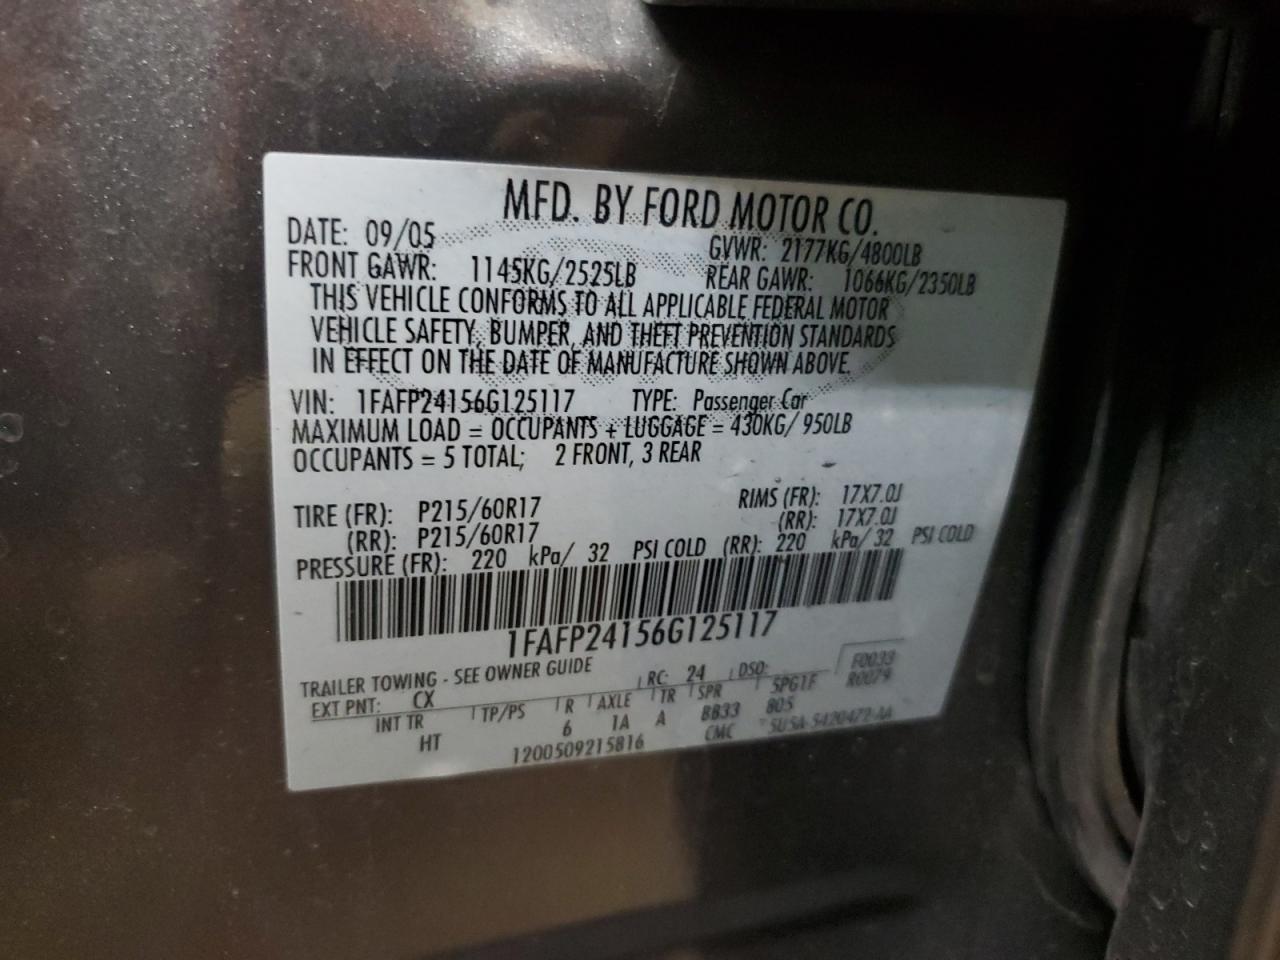 MFD. BY FORD MOTOR CO.
DATE: 09/05 GVWR: 2177KG/4800LB
FRONT GAWR: 1145KG/2525LB REAR GAWR: 1066KG/2350LB
THIS VEHICLE CONFORMS TO ALL APPLICABLE FEDERAL MOTOR
VEHICLE SAFETY, BUMPER, AND THEFT PREVENTION STANDARDS
IN EFFECT ON THE DATE OF MANUFACTURE SHOWN ABOVE.
VIN: 1FAFP24156G125117 TYPE: Passenger Car
MAXIMUM LOAD = OCCUPANTS + LUGGAGE = 430KG/ 950LB
OCCUPANTS = 5 TOTAL; 2 FRONT, 3 REAR
TIRE (FR): P215/60R17 RIMS (FR): 17X7.0J
(RR): P215/60R17 (RR): 17X7.0J
PRESSURE (FR): 220 kPa/ 32 PSI COLD (RR): 220 kPa/ 32 PSI COLD
1FAFP24156G125117
TRAILER TOWING - SEE OWNER GUIDE
EXT PNT: CX RC: 24 DSO: F0033
R0079
INT TR TP/PS R AXLE TR SPR SPG1F
HT 6 1A A BB33 805
1200509215816 CMC 5U5A-5420472-AA